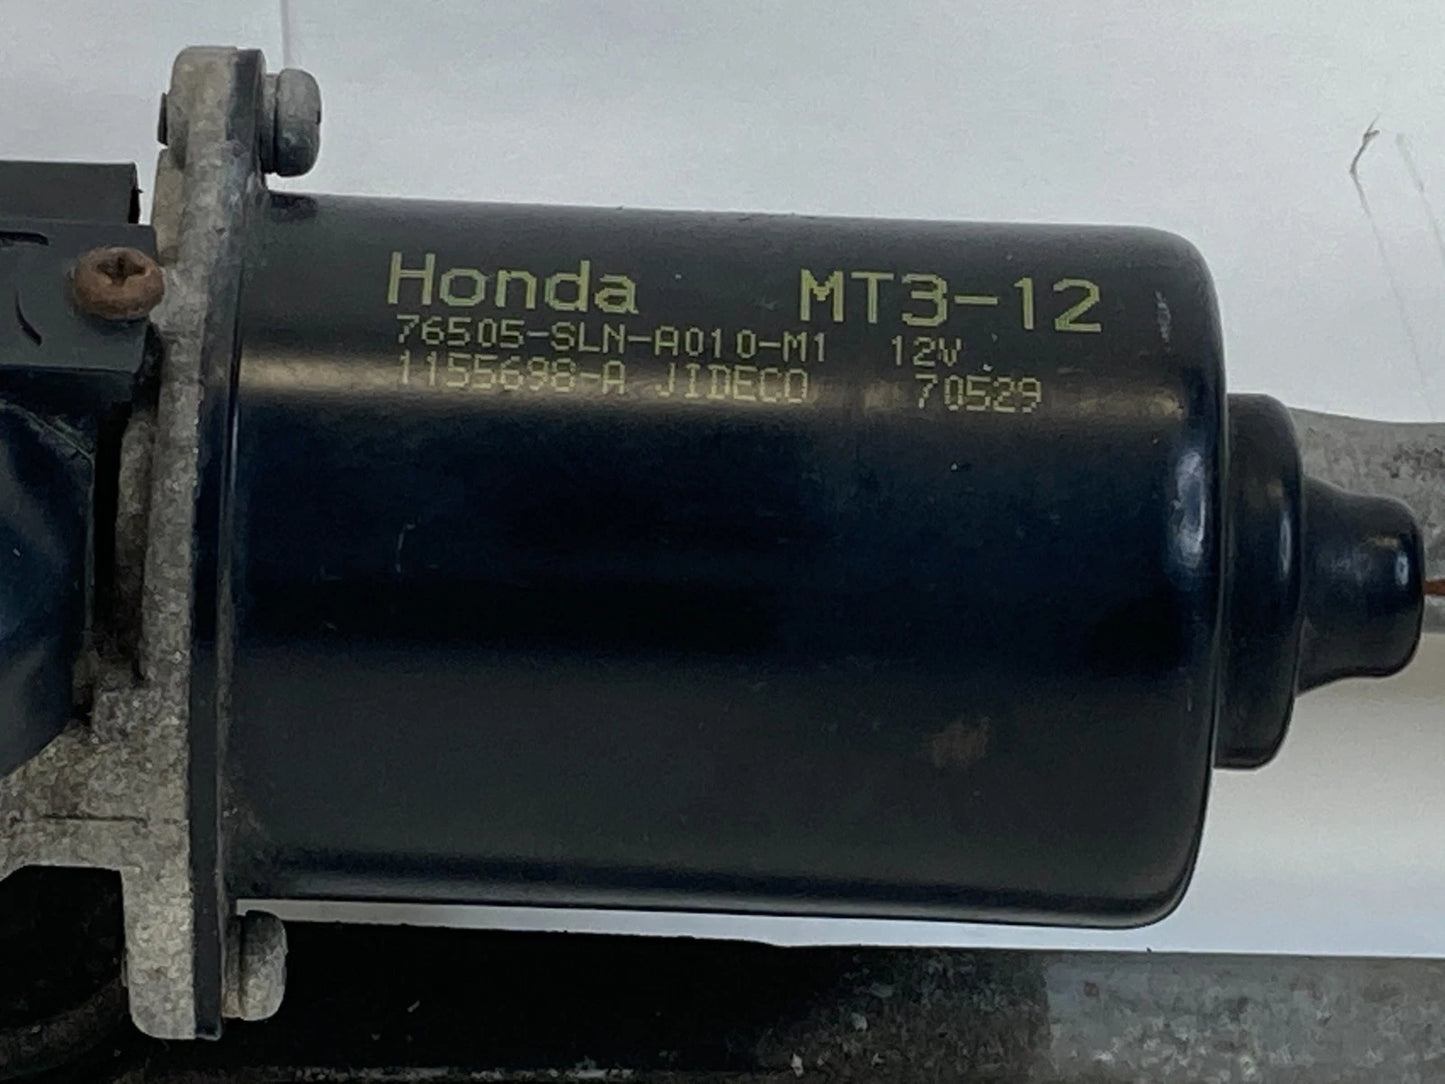 Honda MT3-12
76505-SLN-A010-M1 12V
1155698-A JIDECO 70529